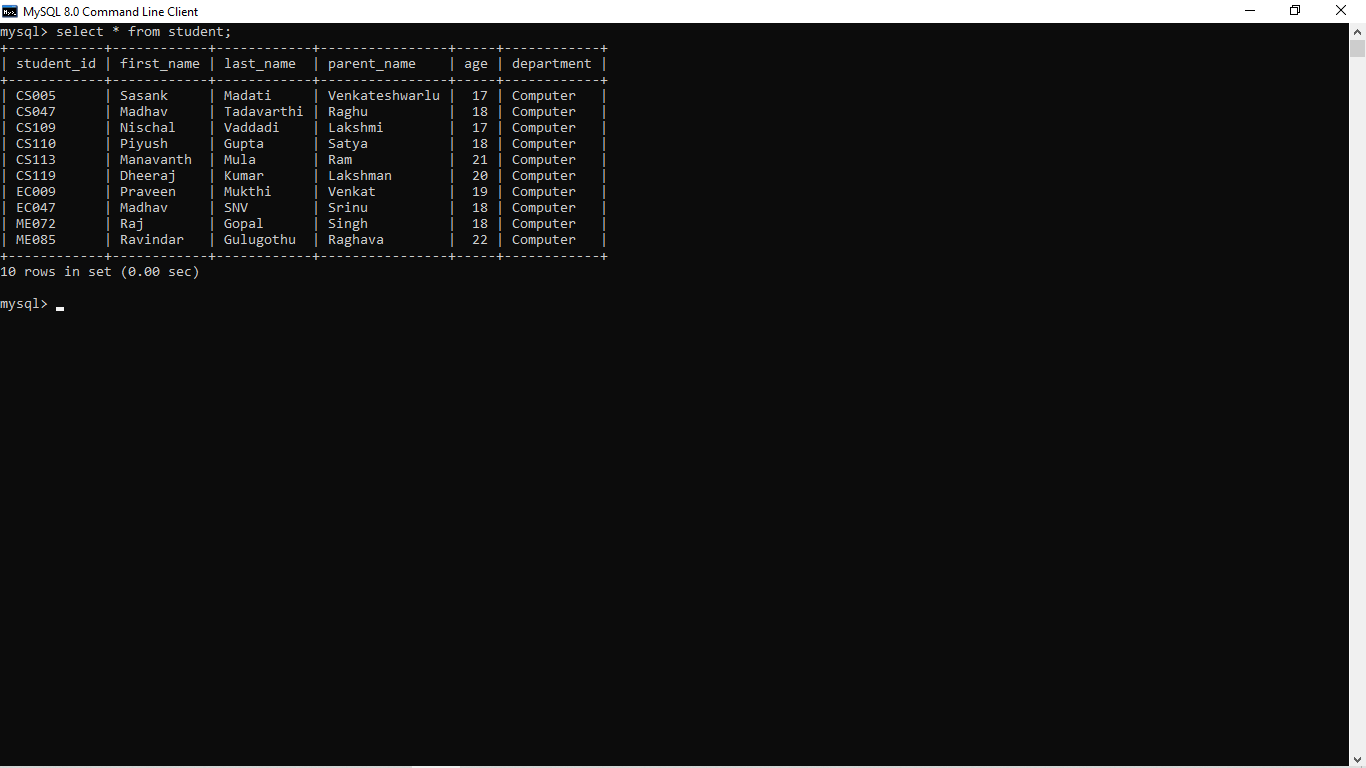 MySQL 8.0 Command Line Client
mysql> select * from student;
+------------+------------+------------+----------------+-----+------------+
| student_id | first_name | last_name  | parent_name    | age | department |
+------------+------------+------------+----------------+-----+------------+
| CS005      | Sasank     | Madati     | Venkateshwarlu |  17 | Computer   |
| CS047      | Madhav     | Tadavarthi | Raghu          |  18 | Computer   |
| CS109      | Nischal    | Vaddadi    | Lakshmi        |  17 | Computer   |
| CS110      | Piyush     | Gupta      | Satya          |  18 | Computer   |
| CS113      | Manavanth  | Mula       | Ram            |  21 | Computer   |
| CS119      | Dheeraj    | Kumar      | Lakshman       |  20 | Computer   |
| EC009      | Praveen    | Mukthi     | Venkat         |  19 | Computer   |
| EC047      | Madhav     | SNV        | Srinu          |  18 | Computer   |
| ME072      | Raj        | Gopal      | Singh          |  18 | Computer   |
| ME085      | Ravindar   | Gulugothu  | Raghava        |  22 | Computer   |
+------------+------------+------------+----------------+-----+------------+
10 rows in set (0.00 sec)
mysql>